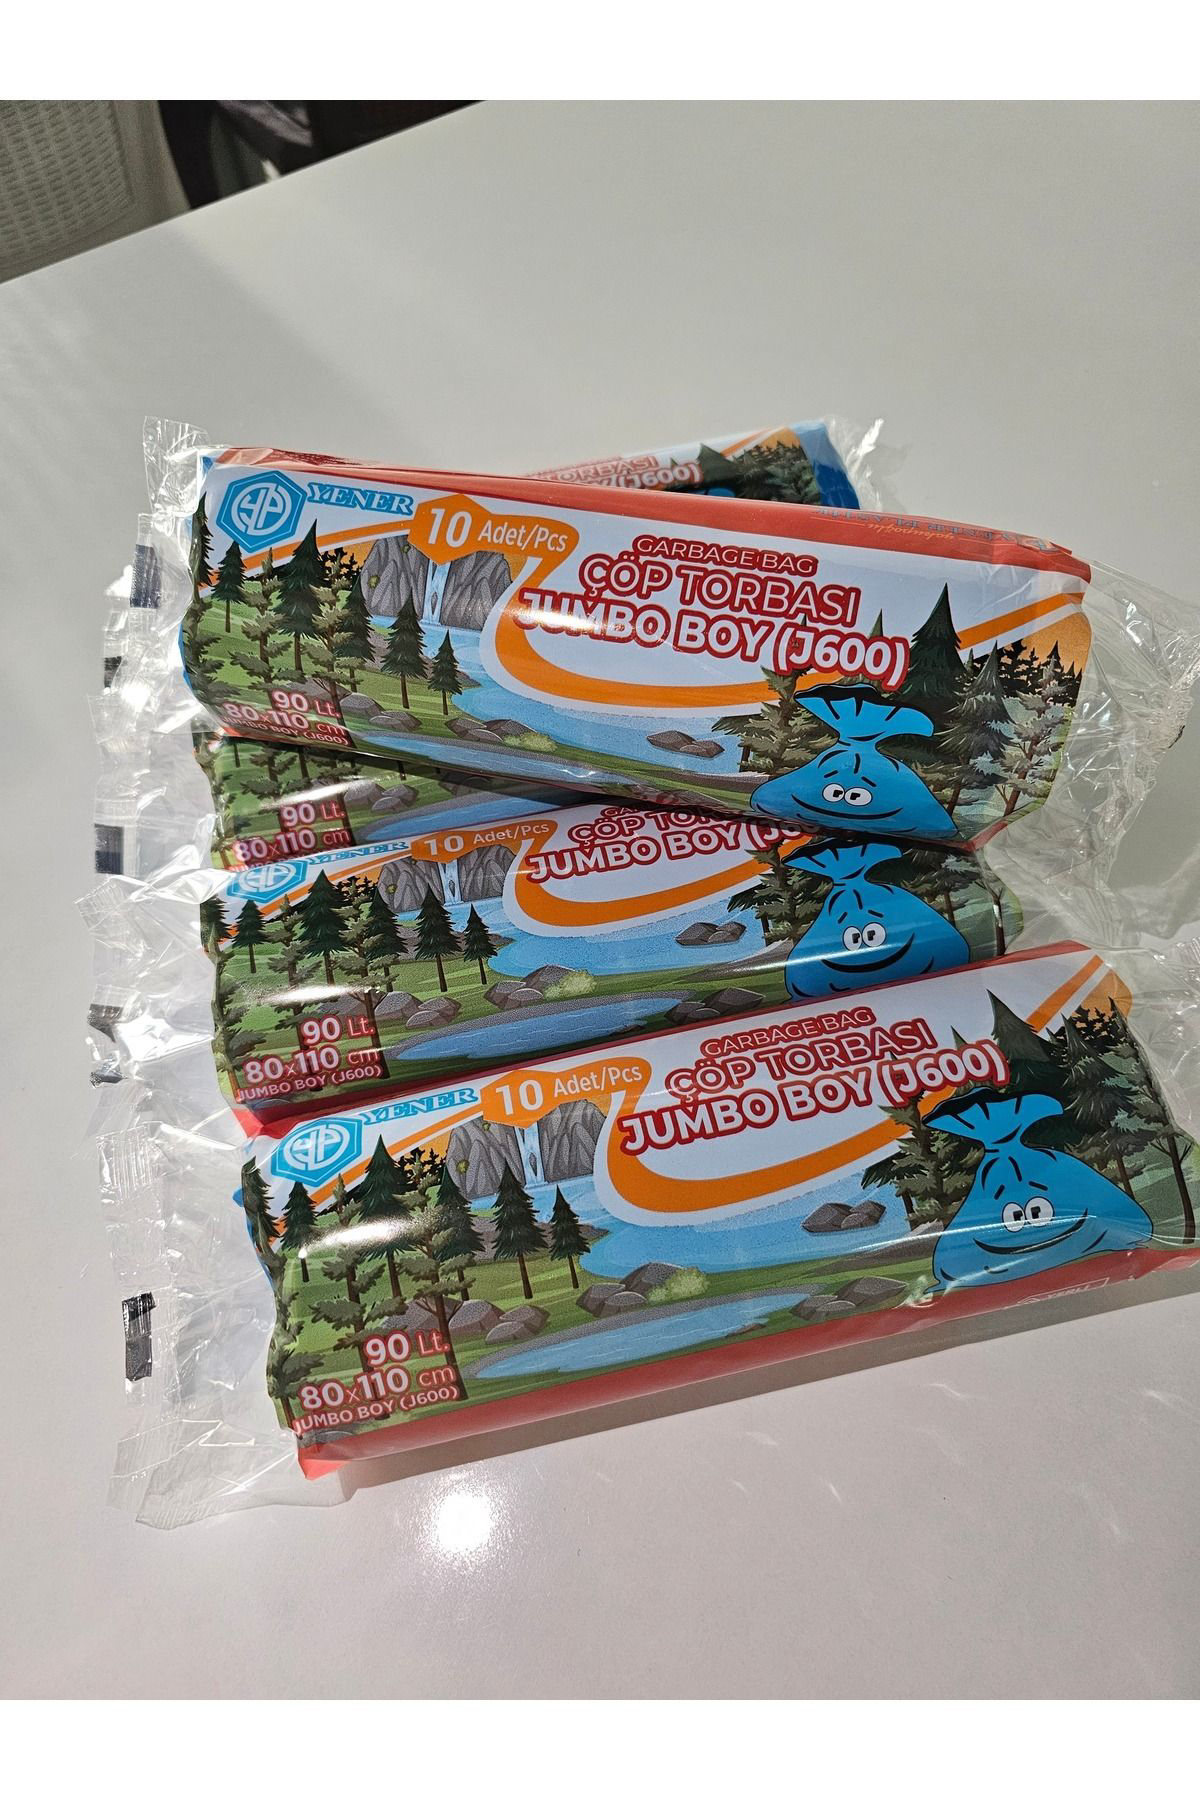 TORBASI
(J600)
YENER
10 Adet/Pcs
GARBAGE BAG
ÇÖP TORBASI
JUMBO BOY (J600)
90 Lt.
80x110 cm
JUMBO BOY (J600)
90 Lt.
80x110 cm
YENER
10 Adet/Pcs
ÇÖP
JUMBO BOY
90 Lt.
80x110 cm
JUMBO BOY (J600)
YENER
10 Adet/Pcs
GARBAGE BAG
ÇÖP TORBASI
JUMBO BOY (J600)
90 Lt.
80x110 cm
JUMBO BOY (J600)